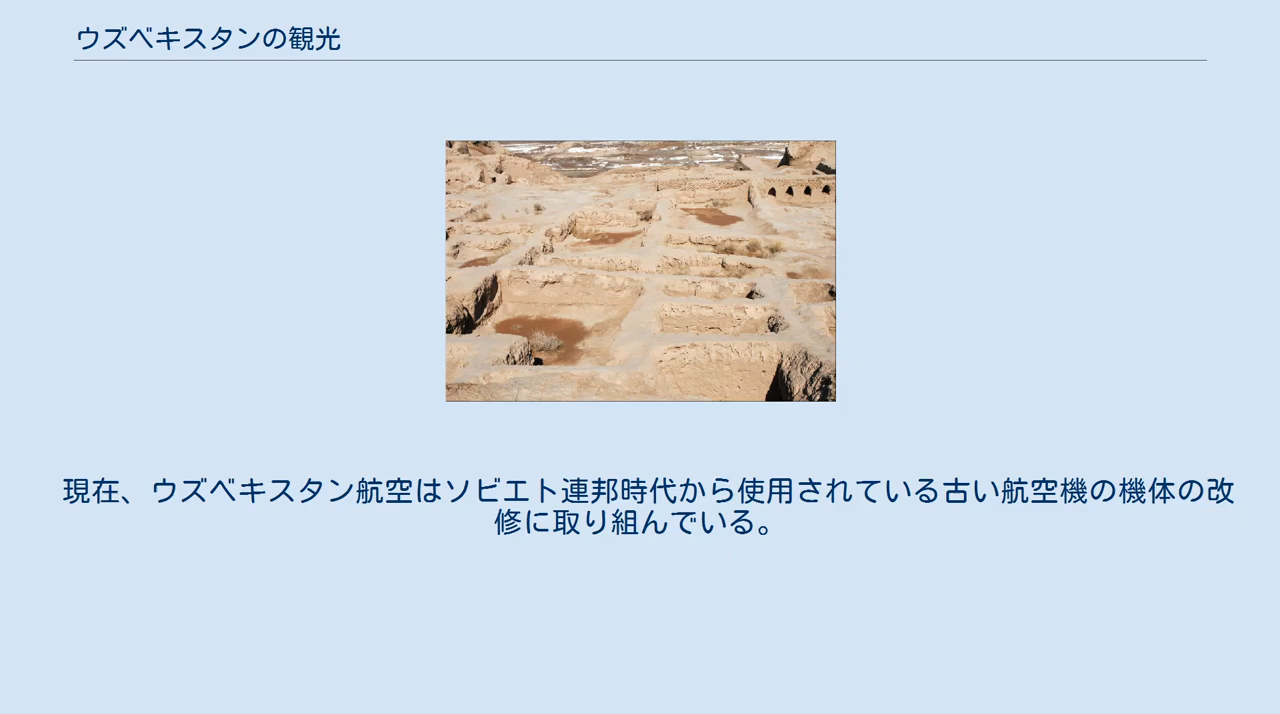 ウズベキスタンの観光
現在、ウズベキスタン航空はソビエト連邦時代から使用されている古い航空機の機体の改
修に取り組んでいる。